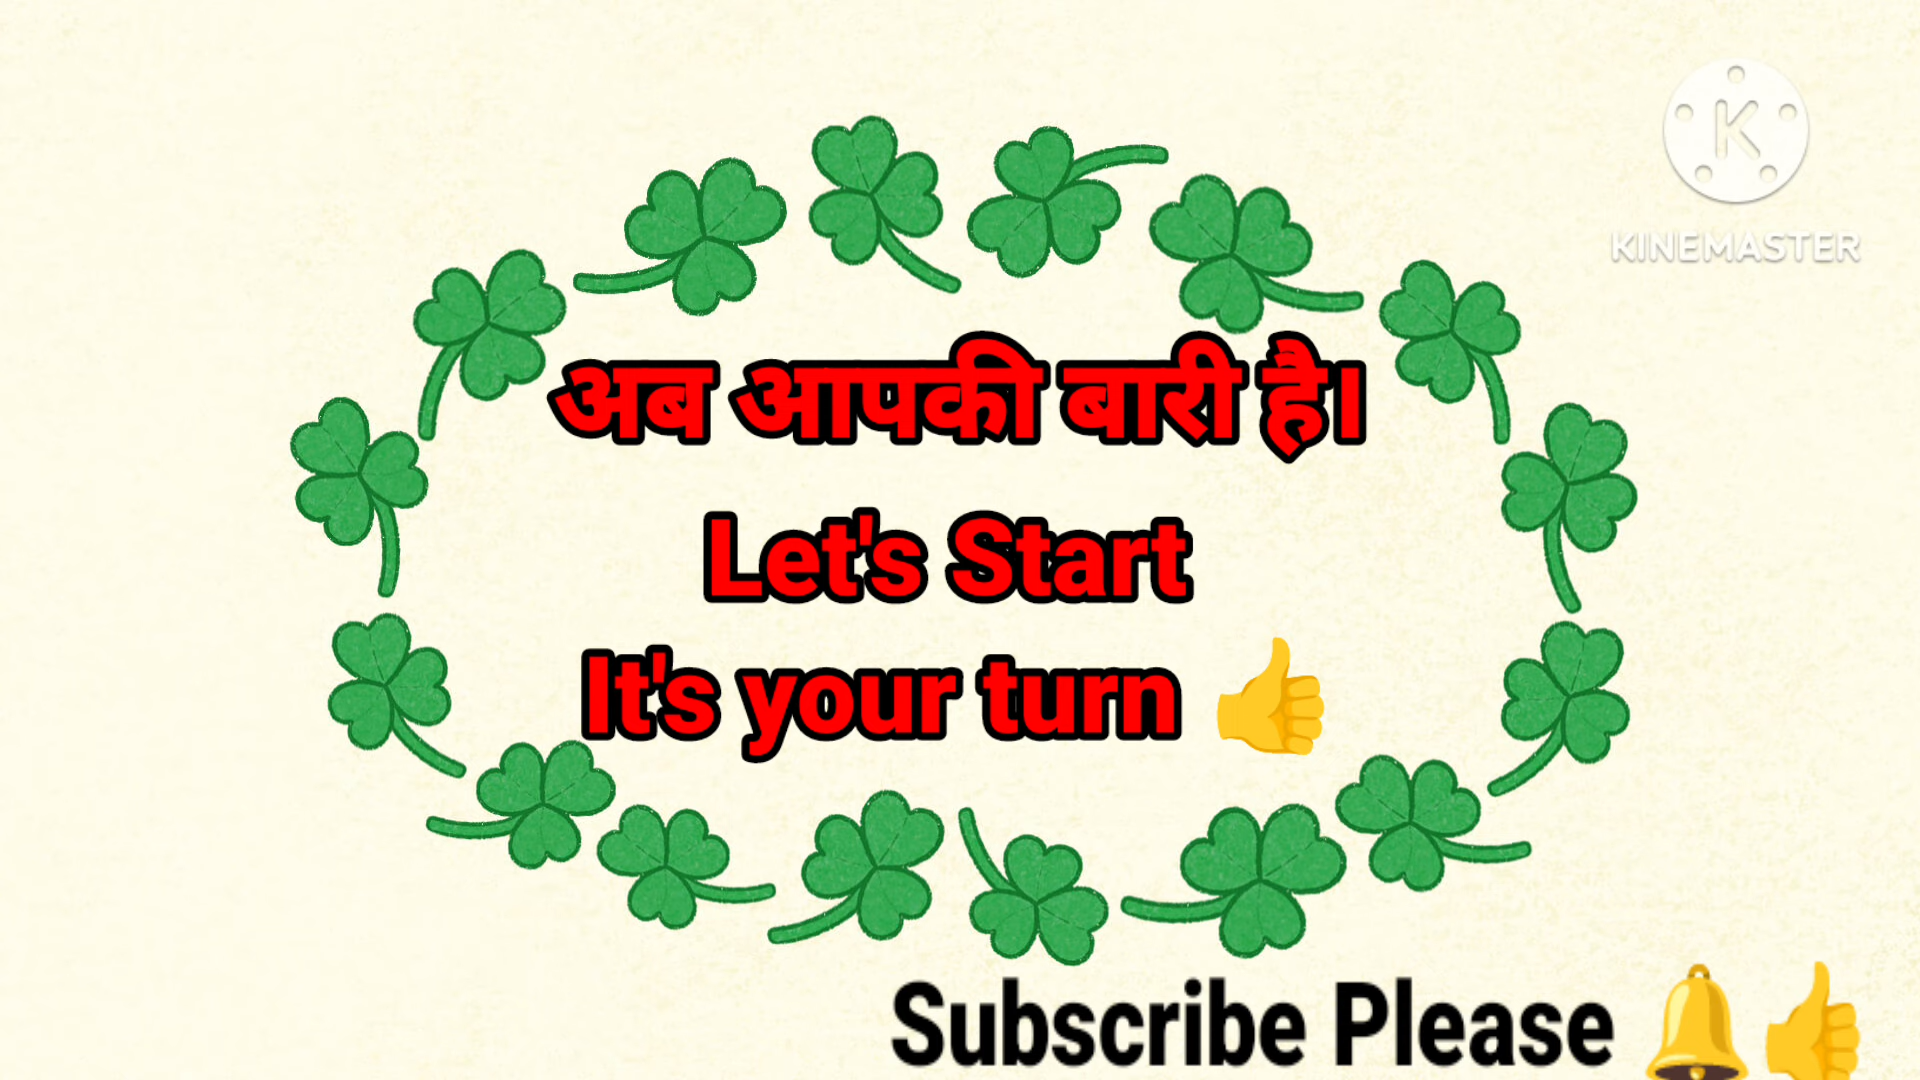 K
KINEMASTER
अब आपकी बारी है।
Let's Start
It's your turn 👍
Subscribe Please 🔔👍